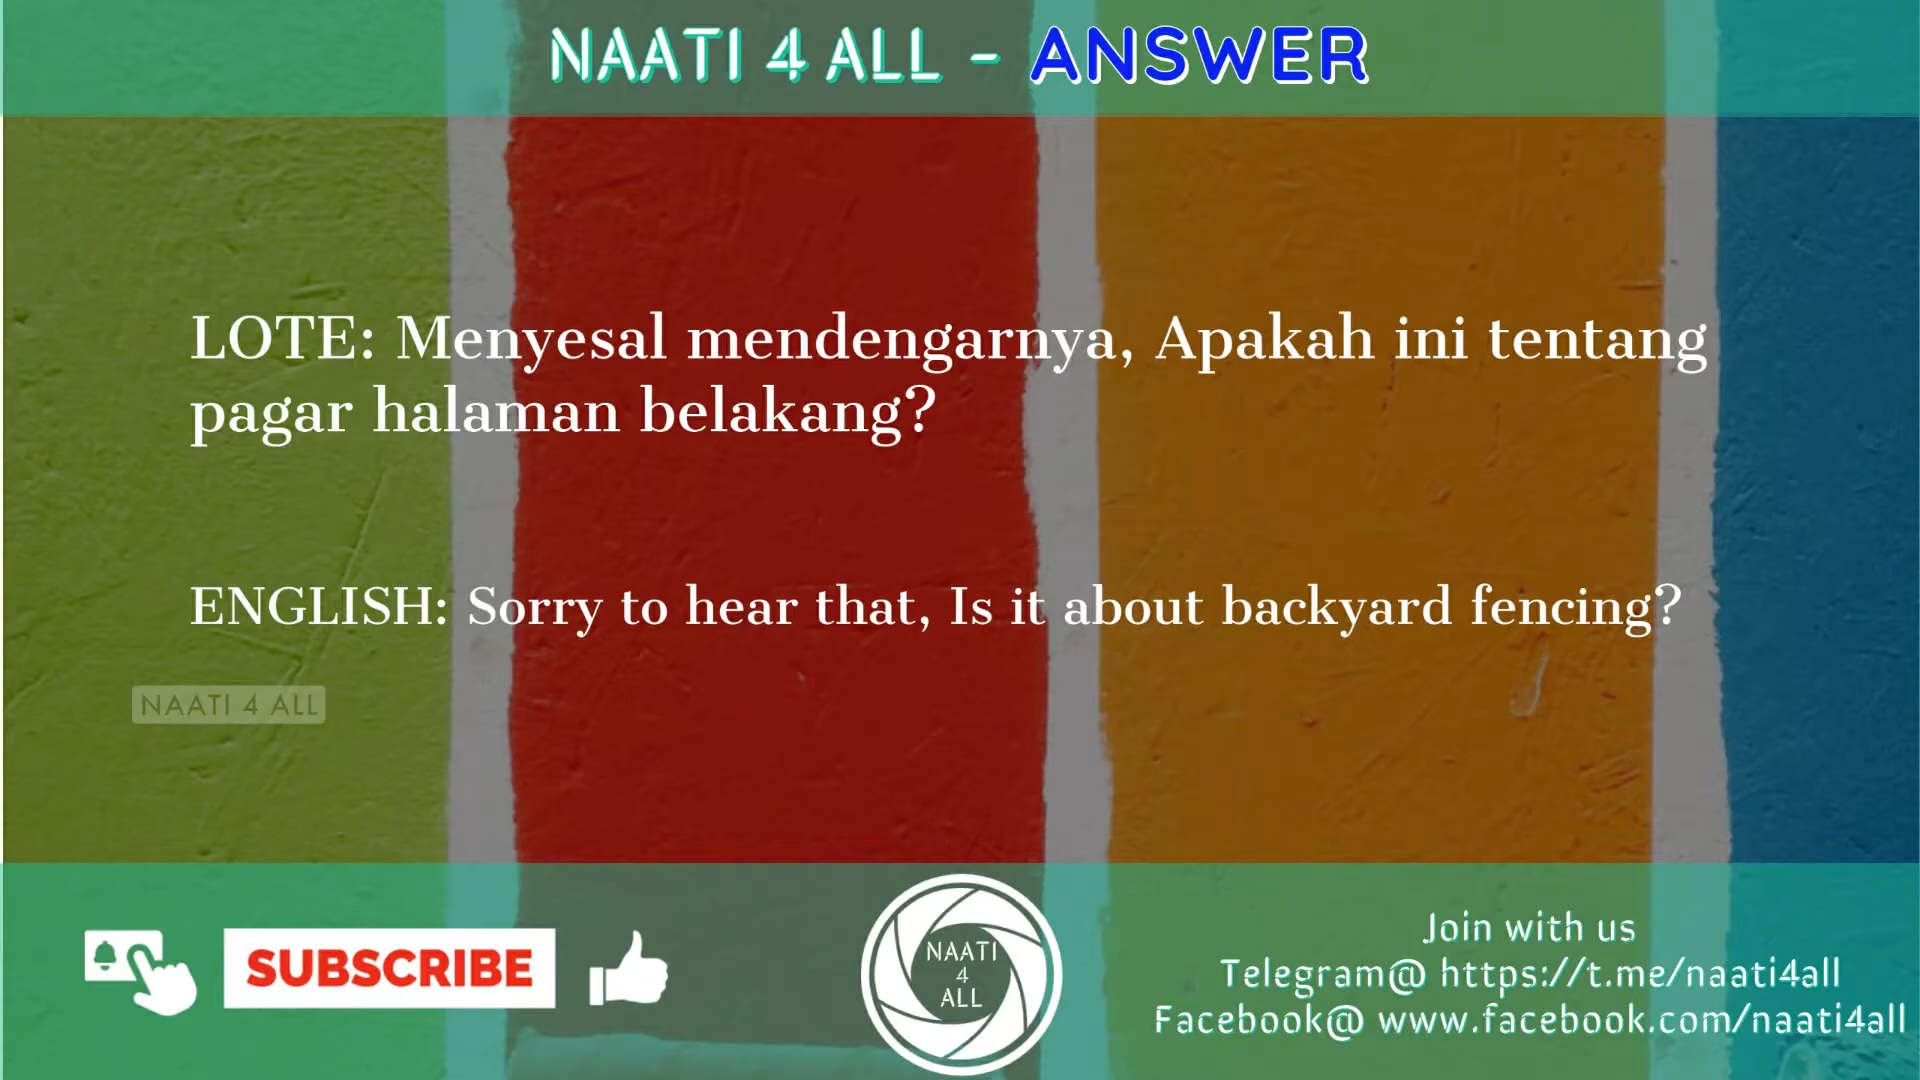 NAATI 4 ALL - ANSWER
LOTE: Menyesal mendengarnya, Apakah ini tentang
pagar halaman belakang?
ENGLISH: Sorry to hear that, Is it about backyard fencing?
NAATI 4 ALL
SUBSCRIBE
NAATI
4
ALL
Join with us
Telegram@ https://t.me/naati4all
Facebook@ www.facebook.com/naati4all